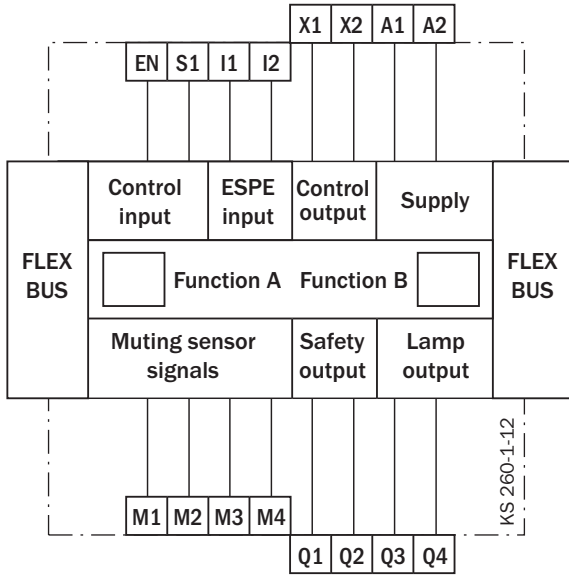 X1 X2 A1 A2
EN S1 I1 I2
Control input
ESPE input
Control output
Supply
FLEX BUS
Function A Function B
FLEX BUS
Muting sensor signals
Safety output
Lamp output
KS 260-1-12
M1 M2 M3 M4
Q1 Q2 Q3 Q4